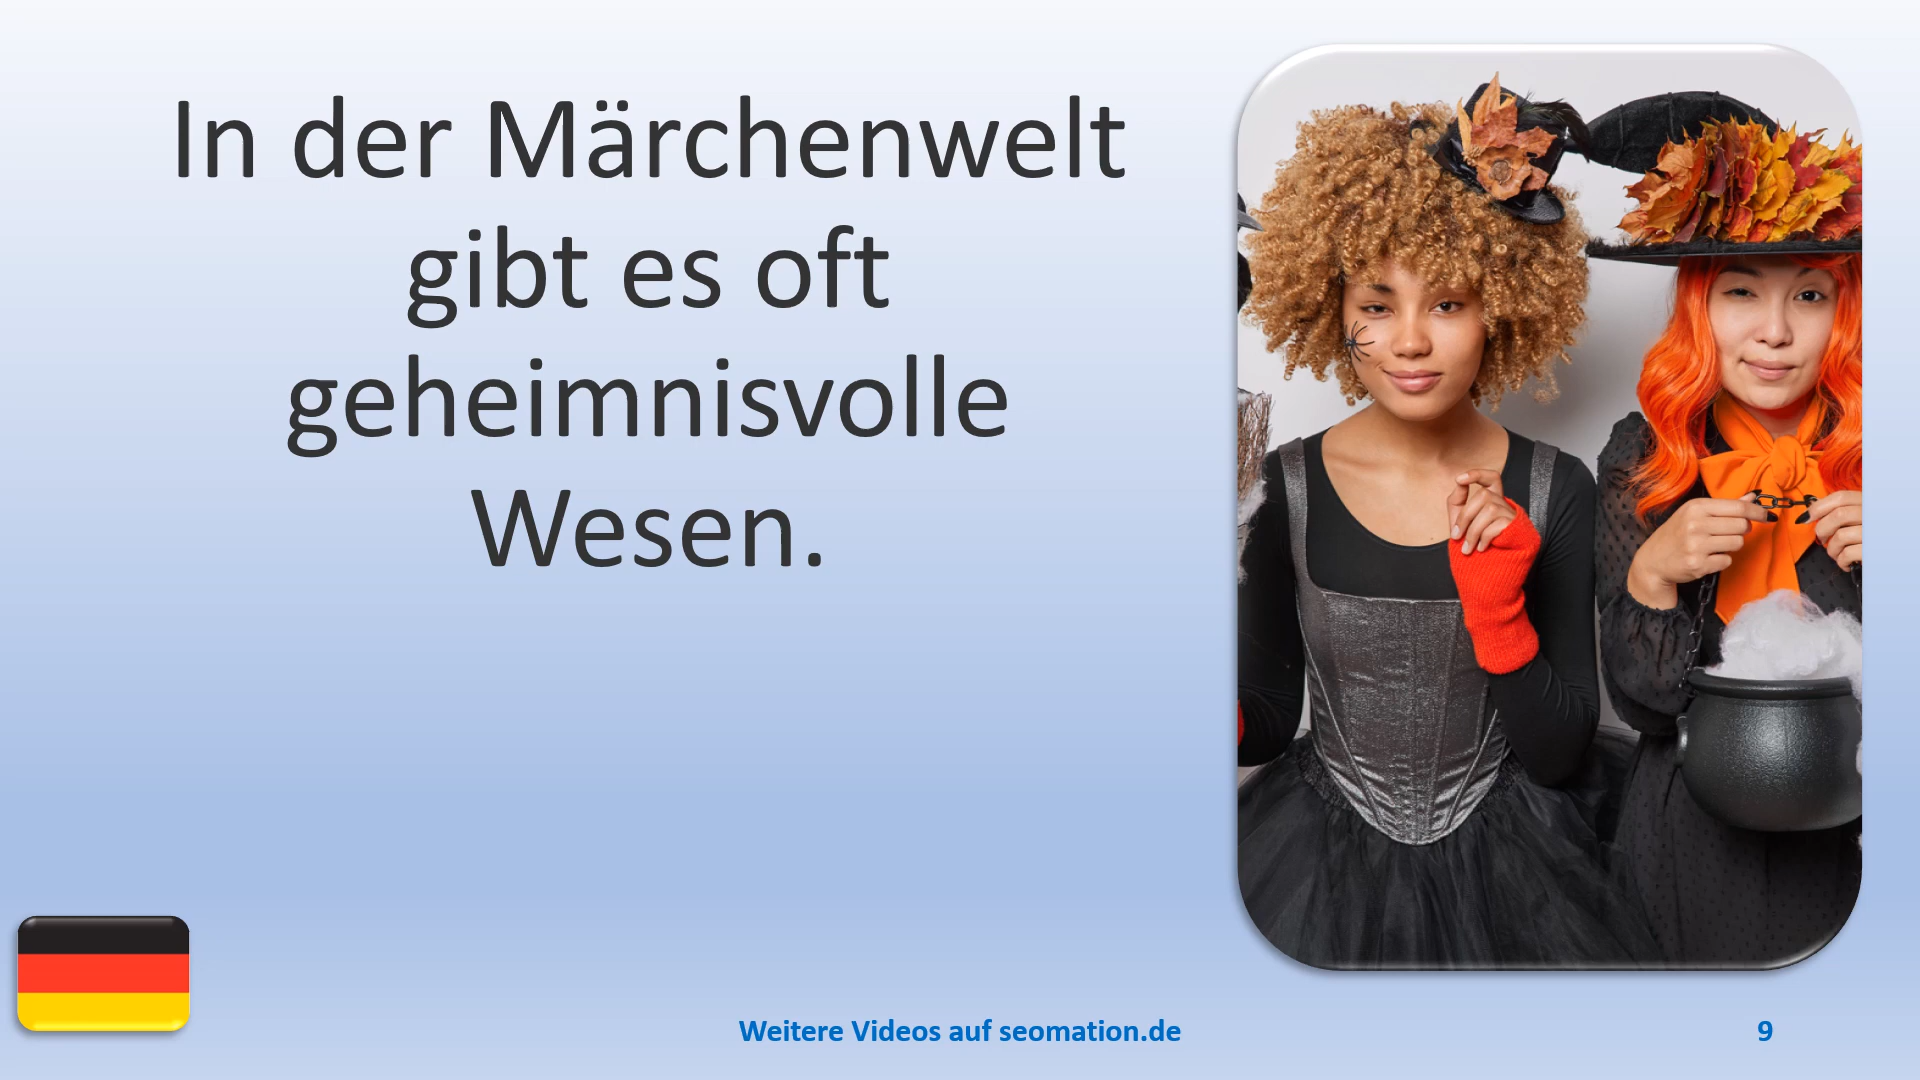 In der Märchenwelt
gibt es oft
geheimnisvolle
Wesen.
Weitere Videos auf seomation.de
9